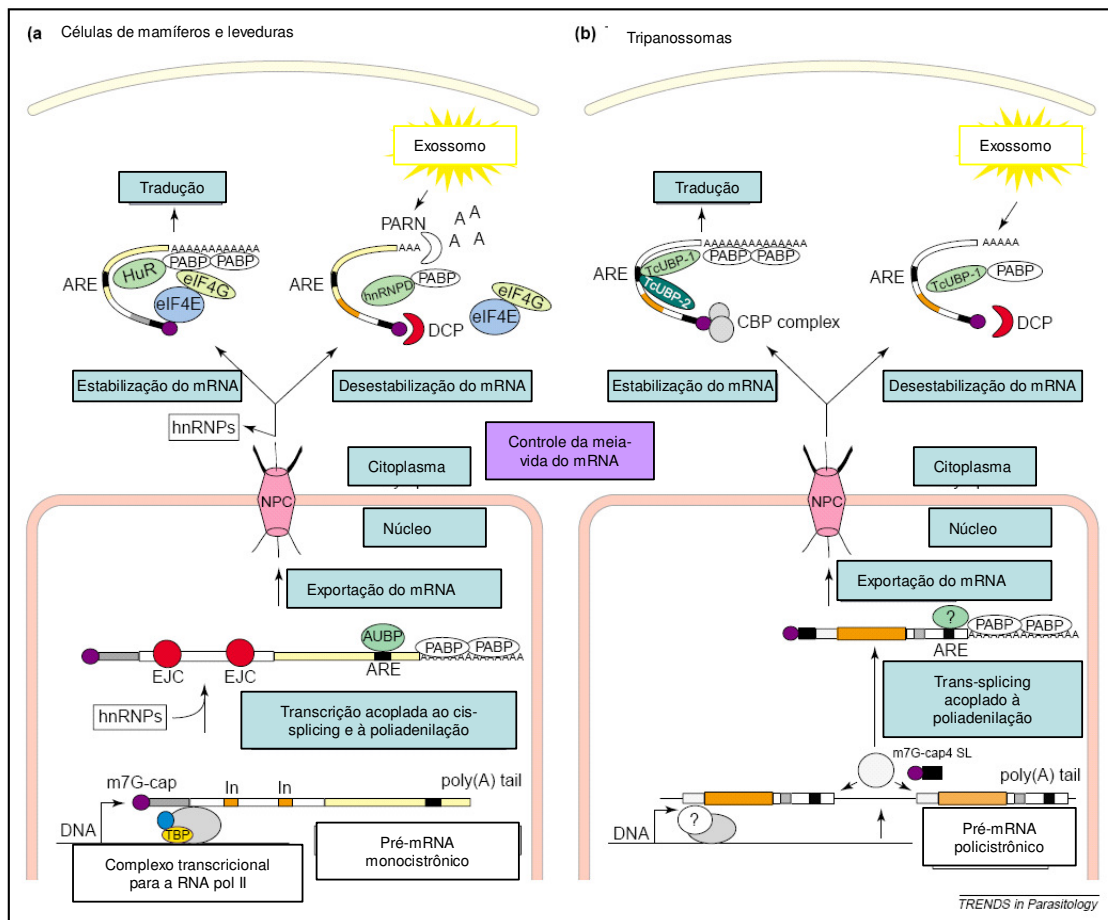 (a Células de mamíferos e leveduras
Exossomo
Tradução
PARN
A A
A A
AAAAAAAAAAAA
AAA
PABP PABP
HuR
ARE
eIF4G
eIF4E
ARE
PABP
hnRNPD
eIF4G
eIF4E
DCP
Estabilização do mRNA
Desestabilização do mRNA
hnRNPs
NPC
Citoplasma
Núcleo
Exportação do mRNA
AUBP
PABP PABP
EJC
EJC
ARE
hnRNPs
Transcrição acoplada ao cis-
splicing e à poliadenilação
m7G-cap
In
In
poly(A) tail
DNA
TBP
Complexo transcricional
para a RNA pol II
Pré-mRNA
monocistrônico
Controle da meia-
vida do mRNA
(b) Tripanossomas
Exossomo
Tradução
AAAAAAAAAAAAAA
AAAAA
TcUBP-1
PABP PABP
ARE
TcUBP-2
CBP complex
ARE
TcUBP-1
PABP
DCP
Estabilização do mRNA
Desestabilização do mRNA
NPC
Citoplasma
Núcleo
Exportação do mRNA
?
PABP PABP
ARE
Trans-splicing
acoplado à
poliadenilação
m7G-cap4 SL
poly(A) tail
DNA
?
Pré-mRNA
policistrônico
TRENDS in Parasitology